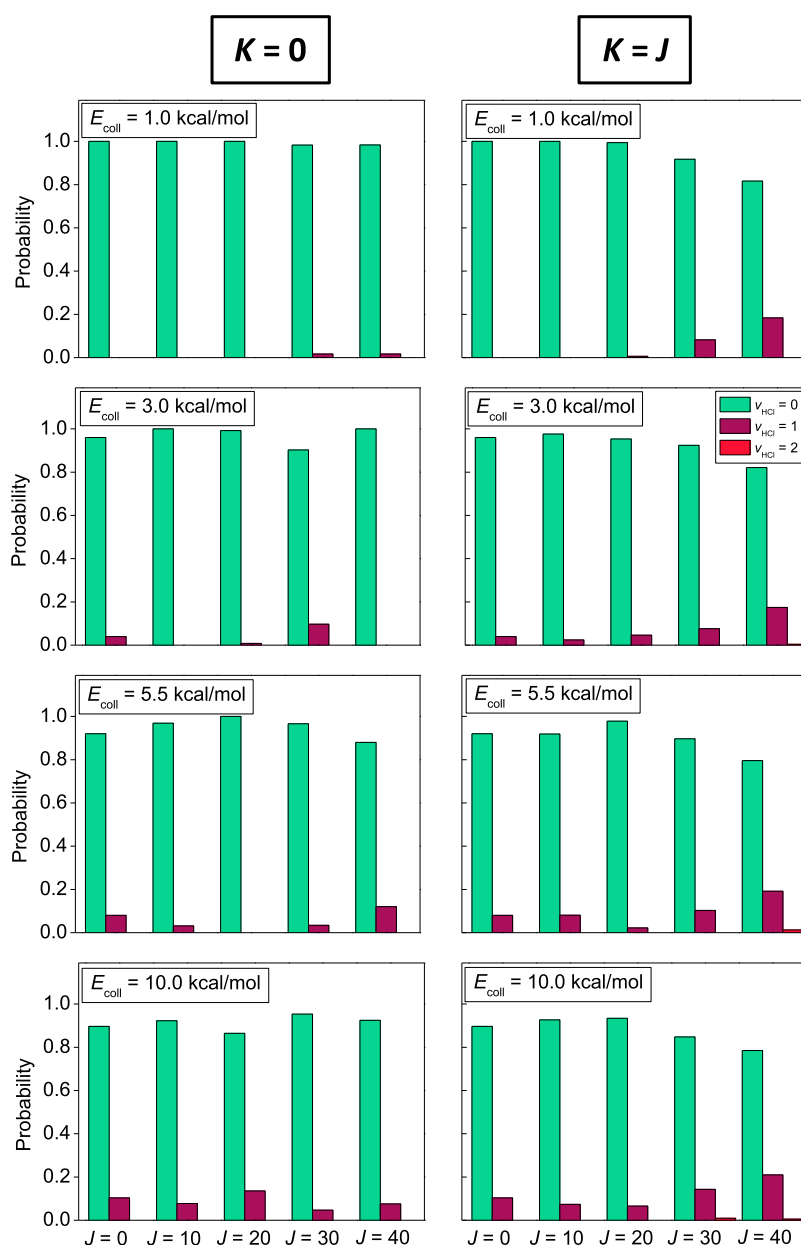 K = 0
K = J
E_coll = 1.0 kcal/mol
E_coll = 1.0 kcal/mol
Probability
1.0
0.8
0.6
0.4
0.2
0.0
E_coll = 3.0 kcal/mol
E_coll = 3.0 kcal/mol
v_HCl = 0
v_HCl = 1
v_HCl = 2
Probability
1.0
0.8
0.6
0.4
0.2
0.0
E_coll = 5.5 kcal/mol
E_coll = 5.5 kcal/mol
Probability
1.0
0.8
0.6
0.4
0.2
0.0
E_coll = 10.0 kcal/mol
E_coll = 10.0 kcal/mol
Probability
1.0
0.8
0.6
0.4
0.2
0.0
J = 0 J = 10 J = 20 J = 30 J = 40
J = 0 J = 10 J = 20 J = 30 J = 40